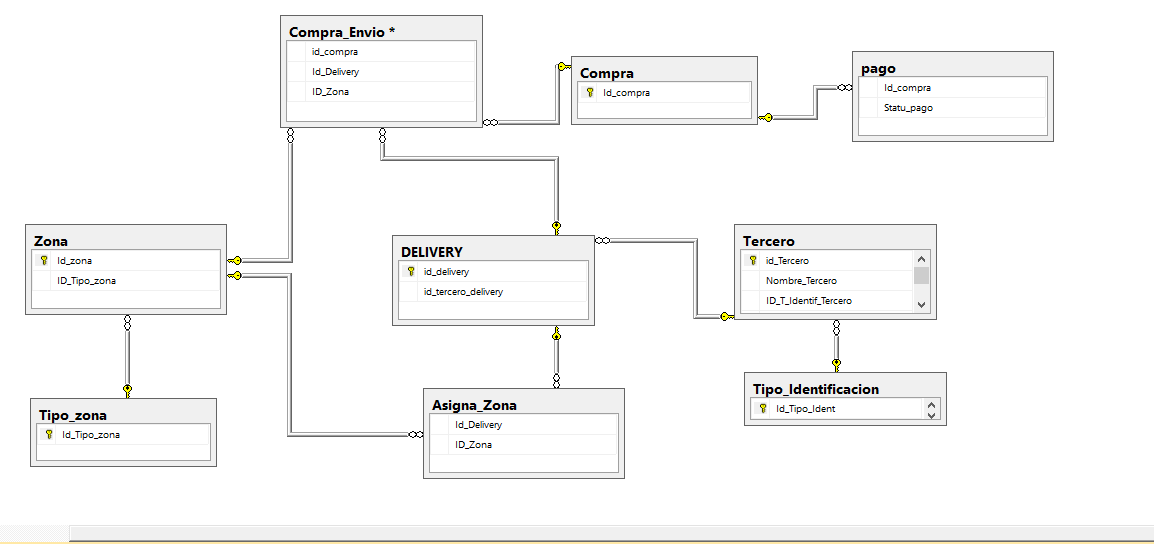 Compra_Envio *
id_compra
Id_Delivery
ID_Zona
Compra
Id_compra
pago
Id_compra
Statu_pago
Zona
Id_zona
ID_Tipo_zona
DELIVERY
id_delivery
id_tercero_delivery
Tercero
id_Tercero
Nombre_Tercero
ID_T_Identif_Tercero
Tipo_zona
Id_Tipo_zona
Asigna_Zona
Id_Delivery
ID_Zona
Tipo_Identificacion
Id_Tipo_Ident